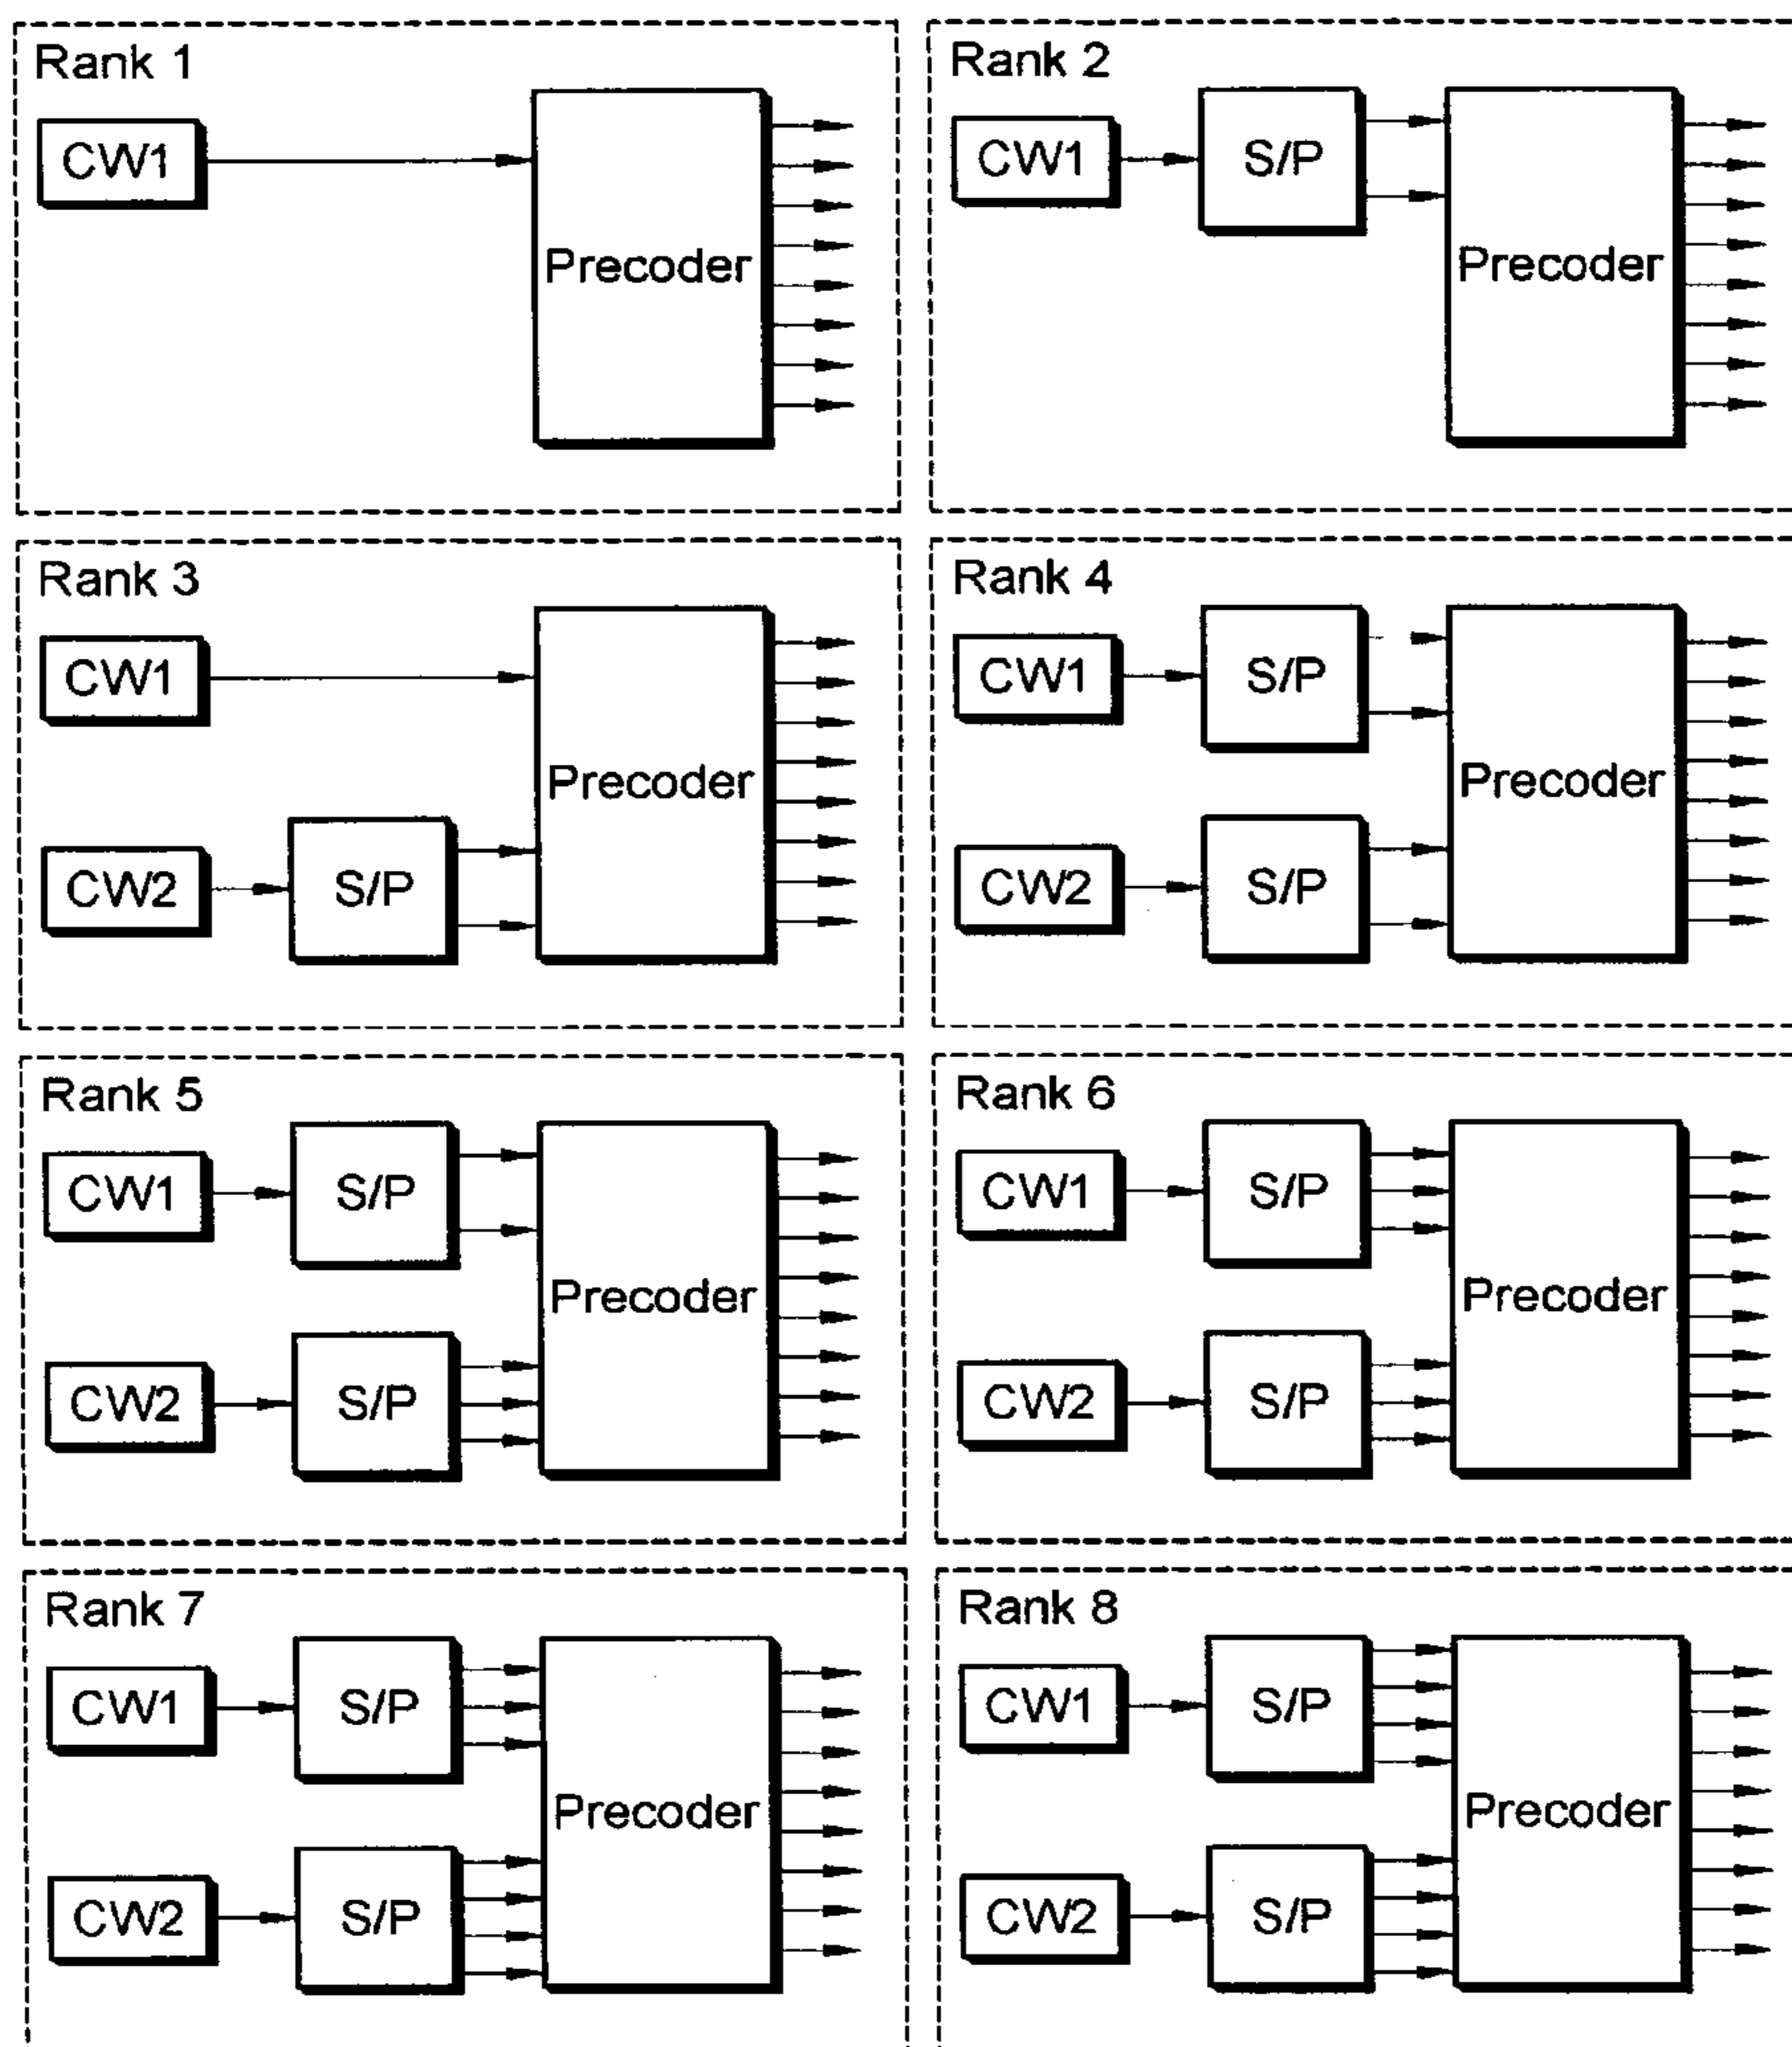 Rank 1
CW1
Precoder
Rank 2
CW1
S/P
Precoder
Rank 3
CW1
Precoder
CW2
S/P
Rank 4
CW1
S/P
Precoder
CW2
S/P
Rank 5
CW1
S/P
Precoder
CW2
S/P
Rank 6
CW1
S/P
Precoder
CW2
S/P
Rank 7
CW1
S/P
Precoder
CW2
S/P
Rank 8
CW1
S/P
Precoder
CW2
S/P